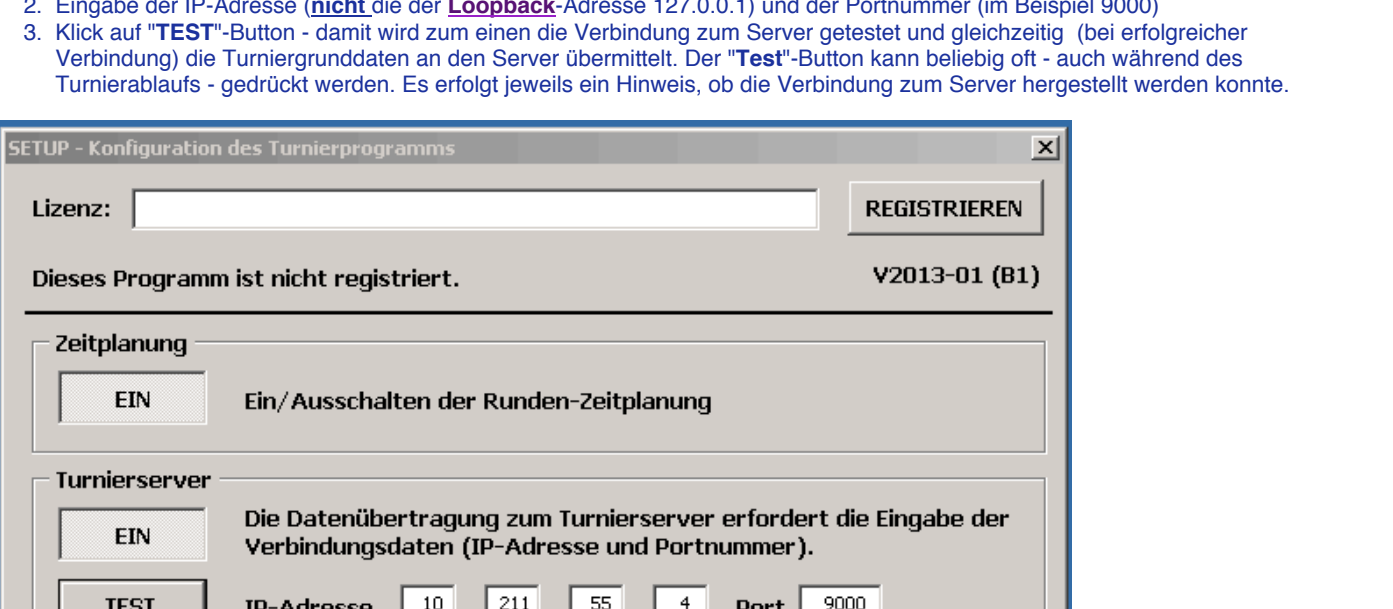 2. Eingabe der IP-Adresse (nicht die der Loopback-Adresse 127.0.0.1) und der Portnummer (im Beispiel 9000)
3. Klick auf "TEST"-Button - damit wird zum einen die Verbindung zum Server getestet und gleichzeitig (bei erfolgreicher
Verbindung) die Turniergrunddaten an den Server übermittelt. Der "Test"-Button kann beliebig oft - auch während des
Turnierablaufs - gedrückt werden. Es erfolgt jeweils ein Hinweis, ob die Verbindung zum Server hergestellt werden konnte.
SETUP - Konfiguration des Turnierprogramms
Lizenz: REGISTRIEREN
Dieses Programm ist nicht registriert. V2013-01 (B1)
Zeitplanung
EIN Ein/Ausschalten der Runden-Zeitplanung
Turnierserver
EIN Die Datenübertragung zum Turnierserver erfordert die Eingabe der
Verbindungsdaten (IP-Adresse und Portnummer).
TEST IP-Adresse 10 211 55 4 Port 9000